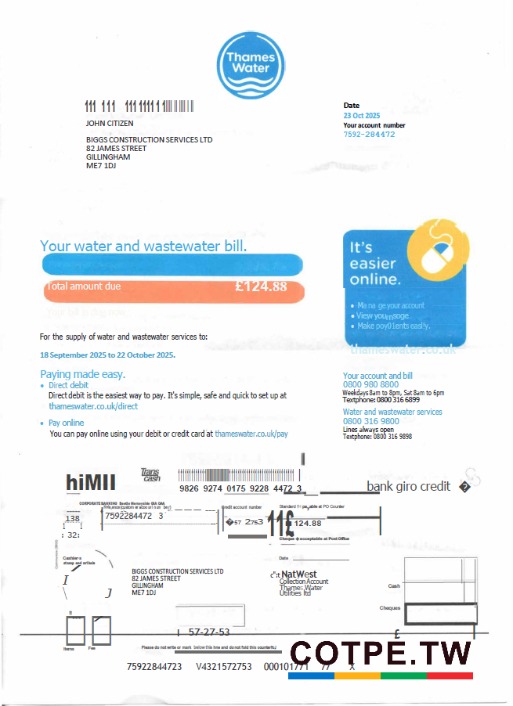 Thames
Water
JOHN CITIZEN
BIGGS CONSTRUCTION SERVICES LTD
82 JAMES STREET
GILLINGHAM
ME7 1DJ
Date
23 Oct 2025
Your account number
7592-284472
Your water and wastewater bill.
Total amount due £124.88
It's
easier
online.
• Manage your account
• View your
• Make easily.
thameswater.co.uk
For the supply of water and wastewater services to:
18 September 2025 to 22 October 2025.
Paying made easy.
• Direct debit
Direct debit is the easiest way to pay. It's simple, safe and quick to set up at
thameswater.co.uk/direct
• Pay online
You can pay online using your debit or credit card at thameswater.co.uk/pay
Your account and bill
0800 980 8800
Weekdays 8am to 8pm, Sat 8am to 6pm
Textphone: 0800 316 6899
Water and wastewater services
0800 316 9800
Lines always open
Textphone: 0800 316 9898
hiMII
Trans
cash
9826 9274 0175 9228 4472 3
bank giro credit
138
: 32:
7592284472 3
Credit account number
57 2753
11£
Standard payable at PO Counter
124.88
Cheque acceptable at Post Office
Cashier's
stamp and initials
I J
BIGGS CONSTRUCTION SERVICES LTD
82 JAMES STREET
GILLINGHAM
ME7 1DJ
Date
NatWest
Collection Account
Thames Water
Utilities ltd
Cash
Cheques
£
57-27-53
Fee
Please do not write or mark below this line and do not fold this counterfoil
75922844723 V4321572753 000101771 77 X
COTPE.TW